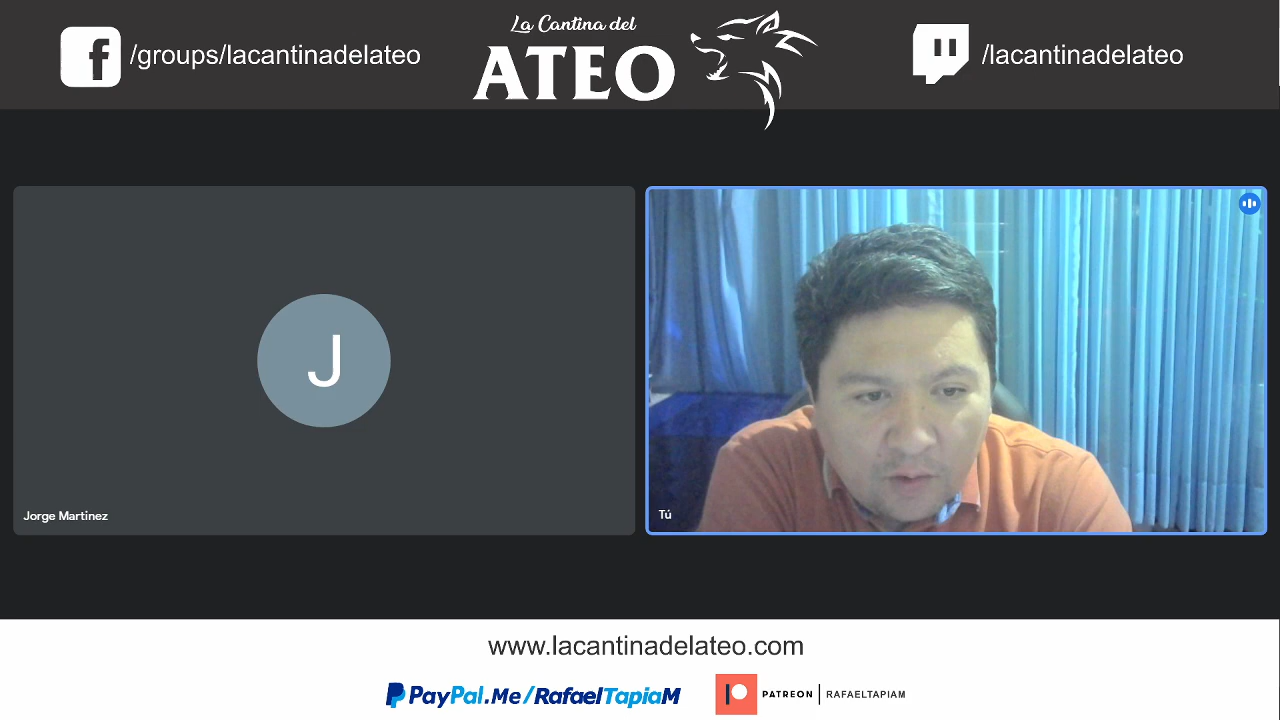 /groups/lacantinadelateo
La Cantina del
ATEO
/lacantinadelateo
J
Jorge Martinez
Tú
www.lacantinadelateo.com
PayPal.Me/RafaelTapiaM
PATREON | RAFAELTAPIAM